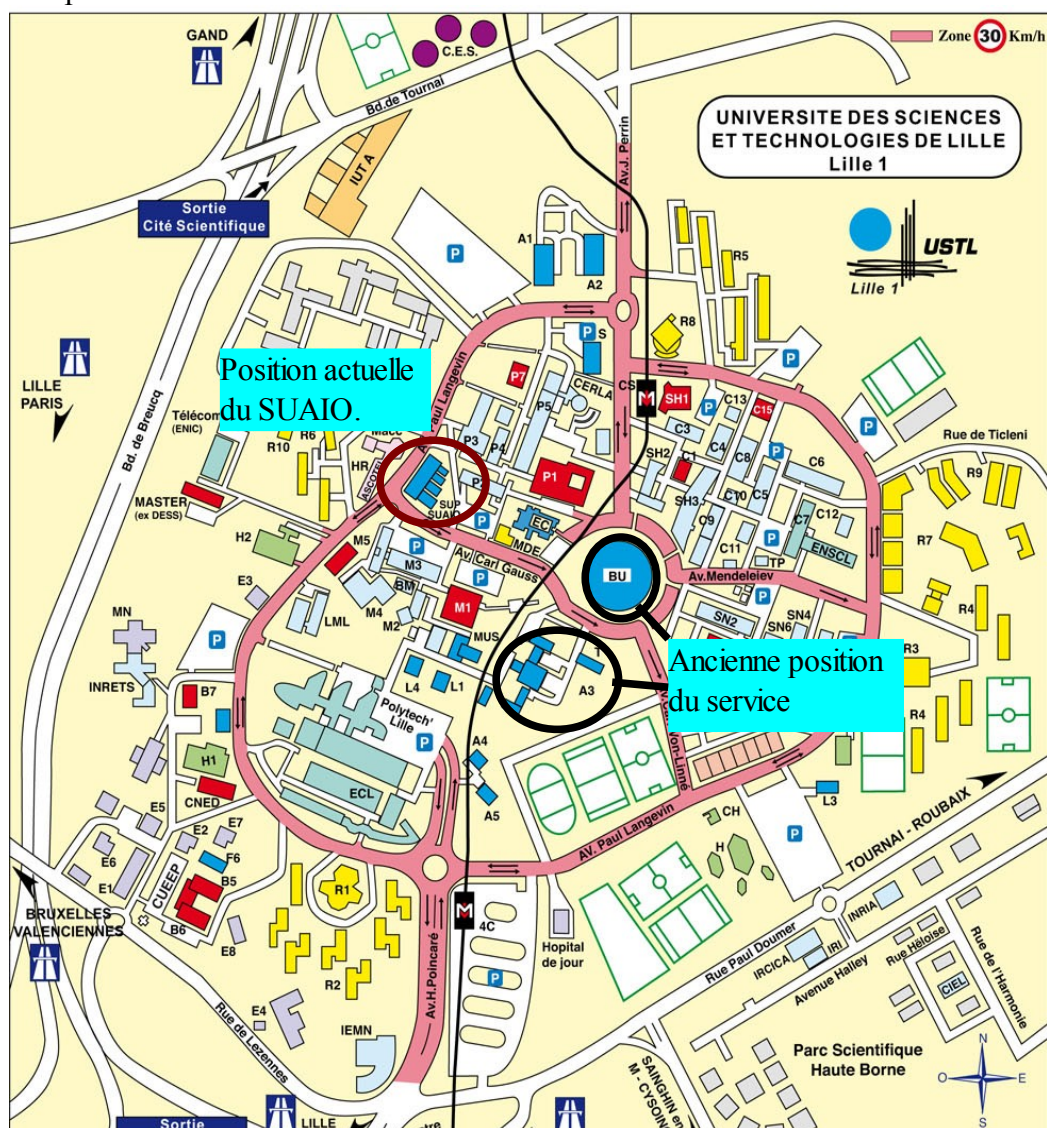 GAND
C.E.S.
Zone 30 Km/h
Bd.de Tournai
UNIVERSITE DES SCIENCES
ET TECHNOLOGIES DE LILLE
Lille 1
IUT A
Av.J. Perrin
Sortie
Cité Scientifique
P
A1
A2
R5
USTL
Lille 1
P
S
R8
LILLE
PARIS
Position actuelle
du SUAIO.
Paul Langevin
P7
CERLA
CS
M
SH1
P
C13
C15
P
P
Bd. de Breucq
Télécom
(ENIC)
R6
R10
Macc
P3
P4
P5
C3
C4
C8
C6
Rue de Ticleni
HR
ASCOTEL
SUP
SUAIO
P2
P1
SH2
C1
SH3
C10
C5
P
R9
MASTER
(ex DESS)
H2
M5
P
P
EC
MDE
C9
C11
C7
C12
ENSCL
R7
E3
M3
BM
Av. Carl Gauss
P
BU
TP
Av.Mendeleiev
P
MN
LML
M4
M2
M1
MUS
SN2
SN4
SN6
R4
INRETS
P
B7
L4
L1
T
A3
Ancienne position
du service
R3
R4
Polytech'
Lille
P
Von-Linné
H1
CNED
ECL
A4
A5
L3
E5
E2
E7
E6
E1
F6
B5
CUEEP
B6
E8
AV. Paul Langevin
CH
H
P
TOURNAI - ROUBAIX
R1
BRUXELLES
VALENCIENNES
M
4C
Hopital
de jour
P
R2
Av.H.Poincaré
INRIA
IRI
IRCICA
Rue Paul Doumer
Avenue Halley
Rue Héloïse
Rue de l'Harmonie
CIEL
E4
Rue de Lezennes
IEMN
Parc Scientifique
Haute Borne
N
O
E
S
SAINGHIN en
M - CYSOING
Sortie
LILLE